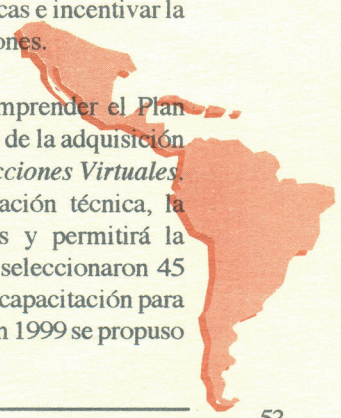 cas e incentivar la
ones.
mprender el Plan
de la adquisición
cciones Virtuales.
ación técnica, la
s y permitirá la
seleccionaron 45
capacitación para
n 1999 se propuso
53